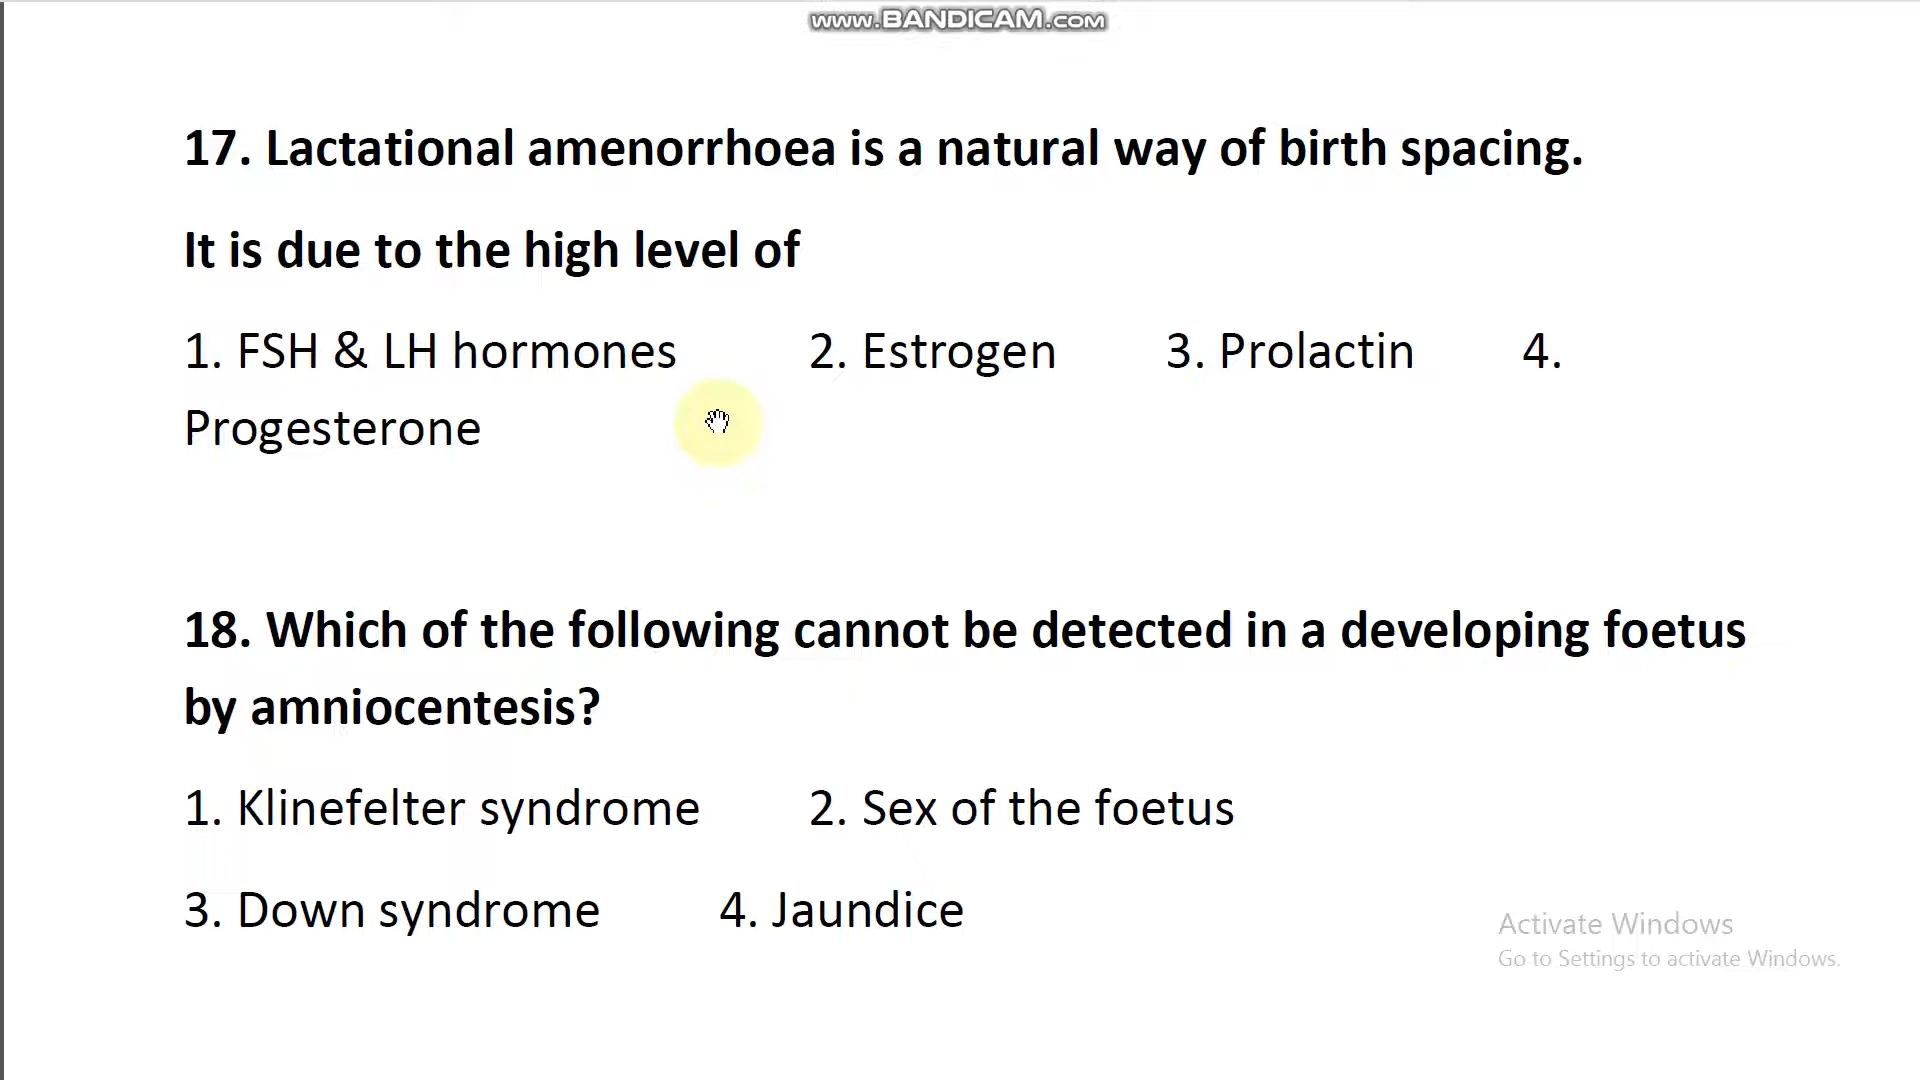 www.BANDICAM.com
17. Lactational amenorrhoea is a natural way of birth spacing.
It is due to the high level of
1. FSH & LH hormones 2. Estrogen 3. Prolactin 4.
Progesterone
18. Which of the following cannot be detected in a developing foetus
by amniocentesis?
1. Klinefelter syndrome 2. Sex of the foetus
3. Down syndrome 4. Jaundice
Activate Windows
Go to Settings to activate Windows.